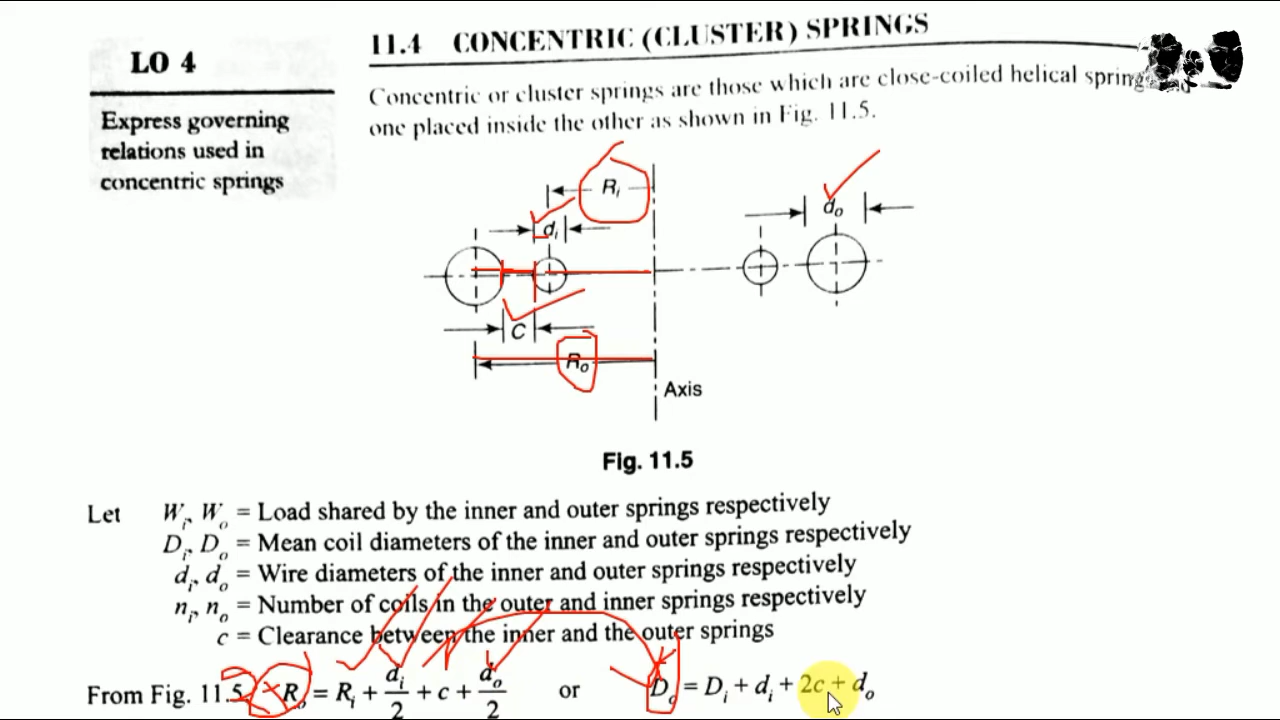 LO 4
Express governing
relations used in
concentric springs
11.4 CONCENTRIC (CLUSTER) SPRINGS
Concentric or cluster springs are those which are close-coiled helical spring
one placed inside the other as shown in Fig. 11.5.
R_i
d_i
d_o
C
R_o
Axis
Fig. 11.5
Let W_i, W_o = Load shared by the inner and outer springs respectively
D_i, D_o = Mean coil diameters of the inner and outer springs respectively
d_i, d_o = Wire diameters of the inner and outer springs respectively
n_i, n_o = Number of coils in the outer and inner springs respectively
c = Clearance between the inner and the outer springs
From Fig. 11.5, R_o = R_i + d_i/2 + c + d_o/2 or D_o = D_i + d_i + 2c + d_o